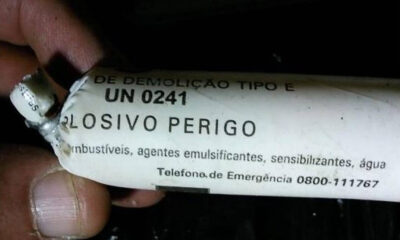 DE DEMOLIÇÃO TIPO E
UN 0241
PLOSIVO PERIGO
mbustíveis, agentes emulsificantes, sensibilizantes, água
Telefone de Emergência 0800-111767